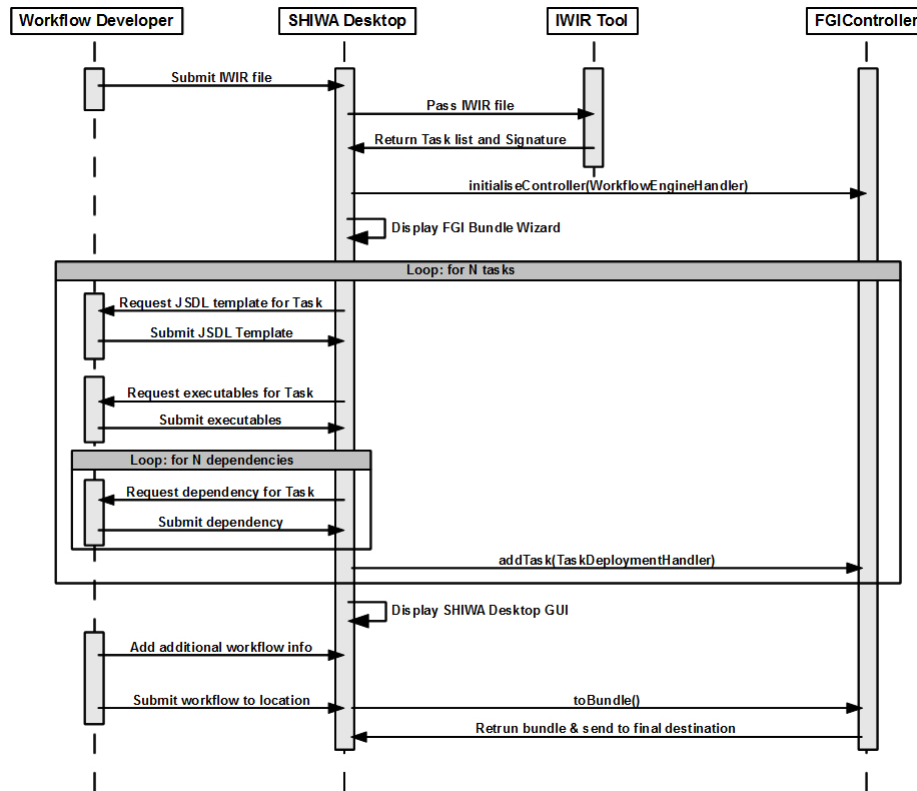 Workflow Developer
SHIWA Desktop
IWIR Tool
FGIController
Submit IWIR file
Pass IWIR file
Return Task list and Signature
initialiseController(WorkflowEngineHandler)
Display FGI Bundle Wizard
Loop: for N tasks
Request JSDL template for Task
Submit JSDL Template
Request executables for Task
Submit executables
Loop: for N dependencies
Request dependency for Task
Submit dependency
addTask(TaskDeploymentHandler)
Display SHIWA Desktop GUI
Add additional workflow info
Submit workflow to location
toBundle()
Retrun bundle & send to final destination